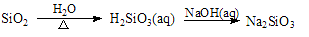 SiO₂ H₂O △ H₂SiO₃(aq) NaOH(aq) Na₂SiO₃